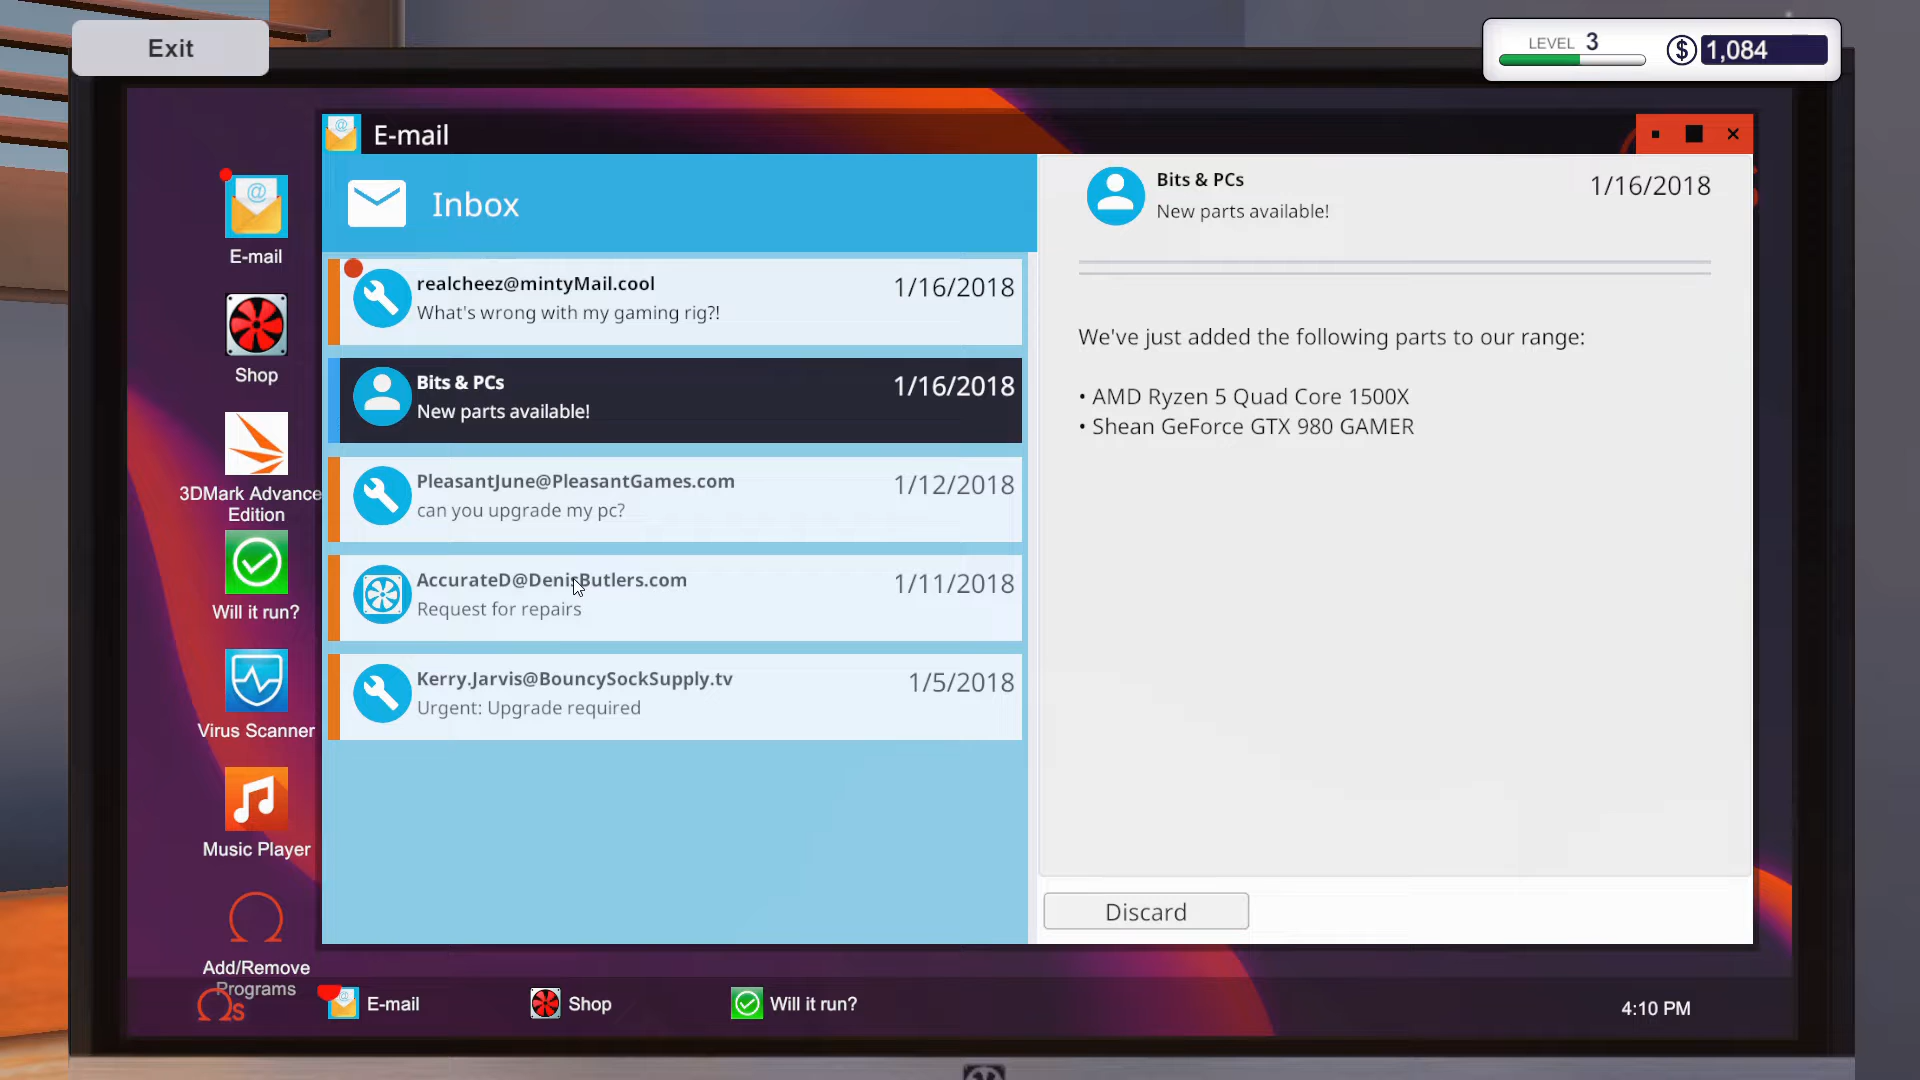 Exit
LEVEL 3
$ 1,084
E-mail
Inbox
realcheez@mintyMail.cool
1/16/2018
What's wrong with my gaming rig?!
Bits & PCs
1/16/2018
New parts available!
PleasantJune@PleasantGames.com
1/12/2018
can you upgrade my pc?
AccurateD@DenisButlers.com
1/11/2018
Request for repairs
Kerry.Jarvis@BouncySockSupply.tv
1/5/2018
Urgent: Upgrade required
Bits & PCs
1/16/2018
New parts available!
We've just added the following parts to our range:
• AMD Ryzen 5 Quad Core 1500X
• Shean GeForce GTX 980 GAMER
Discard
E-mail
Shop
3DMark Advance
Edition
Will it run?
Virus Scanner
Music Player
Add/Remove
Programs
E-mail
Shop
Will it run?
4:10 PM